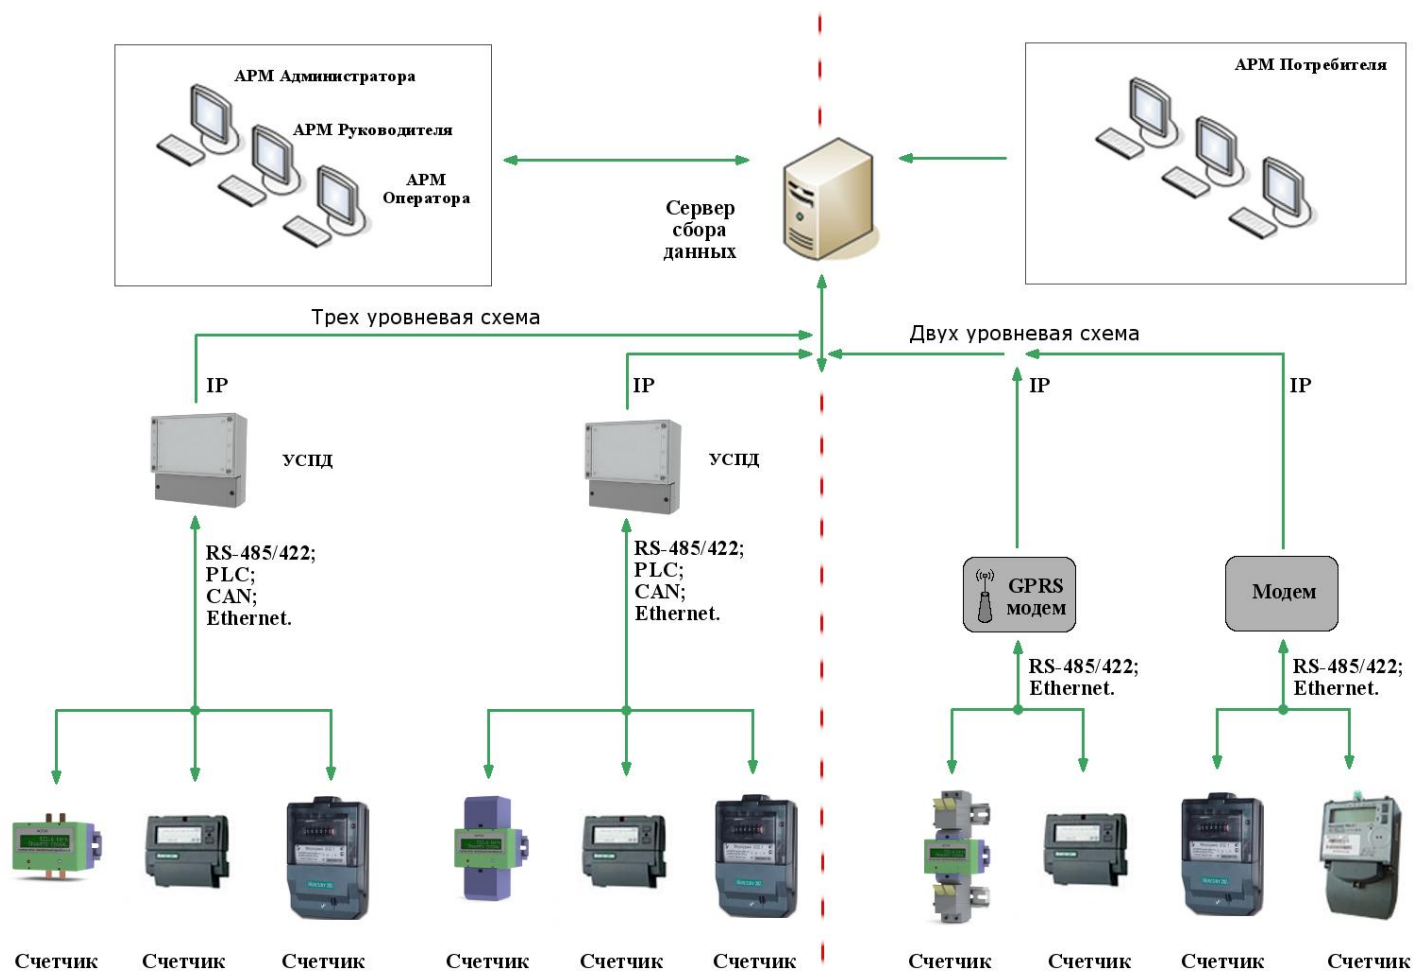 АРМ Администратора
АРМ Руководителя
АРМ
Оператора
АРМ Потребителя
Сервер
сбора
данных
Трех уровневая схема
Двух уровневая схема
IP
IP
IP
IP
УСПД
УСПД
RS-485/422;
PLC;
CAN;
Ethernet.
RS-485/422;
PLC;
CAN;
Ethernet.
GPRS
модем
Модем
RS-485/422;
Ethernet.
RS-485/422;
Ethernet.
Счетчик
Счетчик
Счетчик
Счетчик
Счетчик
Счетчик
Счетчик
Счетчик
Счетчик
Счетчик